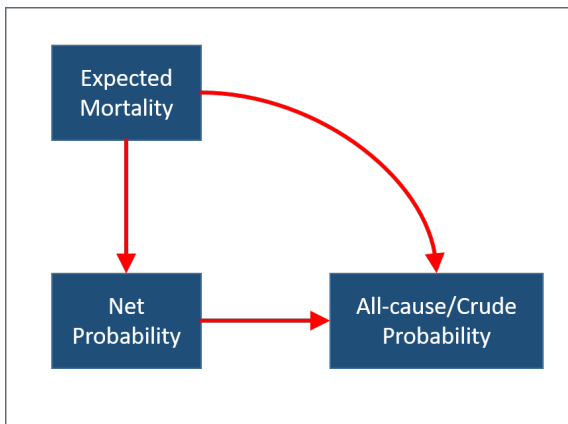 Expected
Mortality
Net
Probability
All-cause/Crude
Probability